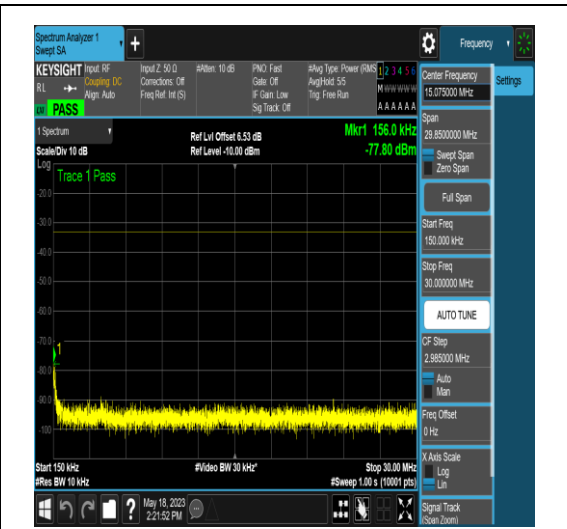 Spectrum Analyzer 1
Swept SA
Frequency
KEYSIGHT
RL
PASS
Input: RF
Coupling: DC
Align: Auto
Input Z: 50 Ω
Corrections: Off
Freq Ref: Int (S)
#Atten: 10 dB
PNO: Fast
Gate: Off
IF Gain: Low
Sig Track: Off
#Avg Type: Power (RMS
Avg|Hold: 5/5
Trig: Free Run
1 2 3 4 5 6
M W W W W W
A A A A A A
1 Spectrum
Scale/Div 10 dB
Ref Lvl Offset 6.53 dB
Ref Level -10.00 dBm
Mkr1 156.0 kHz
-77.80 dBm
Log
Trace 1 Pass
-20.0
-30.0
-40.0
-50.0
-60.0
-70.0
-80.0
-90.0
-100
1
Start 150 kHz
#Res BW 10 kHz
#Video BW 30 kHz*
Stop 30.00 MHz
#Sweep 1.00 s (10001 pts)
May 18, 2023
2:21:52 PM
?
Center Frequency
15.075000 MHz
Settings
Span
29.8500000 MHz
Swept Span
Zero Span
Full Span
Start Freq
150.000 kHz
Stop Freq
30.000000 MHz
AUTO TUNE
CF Step
2.985000 MHz
Auto
Man
Freq Offset
0 Hz
X Axis Scale
Log
Lin
Signal Track
(Span Zoom)